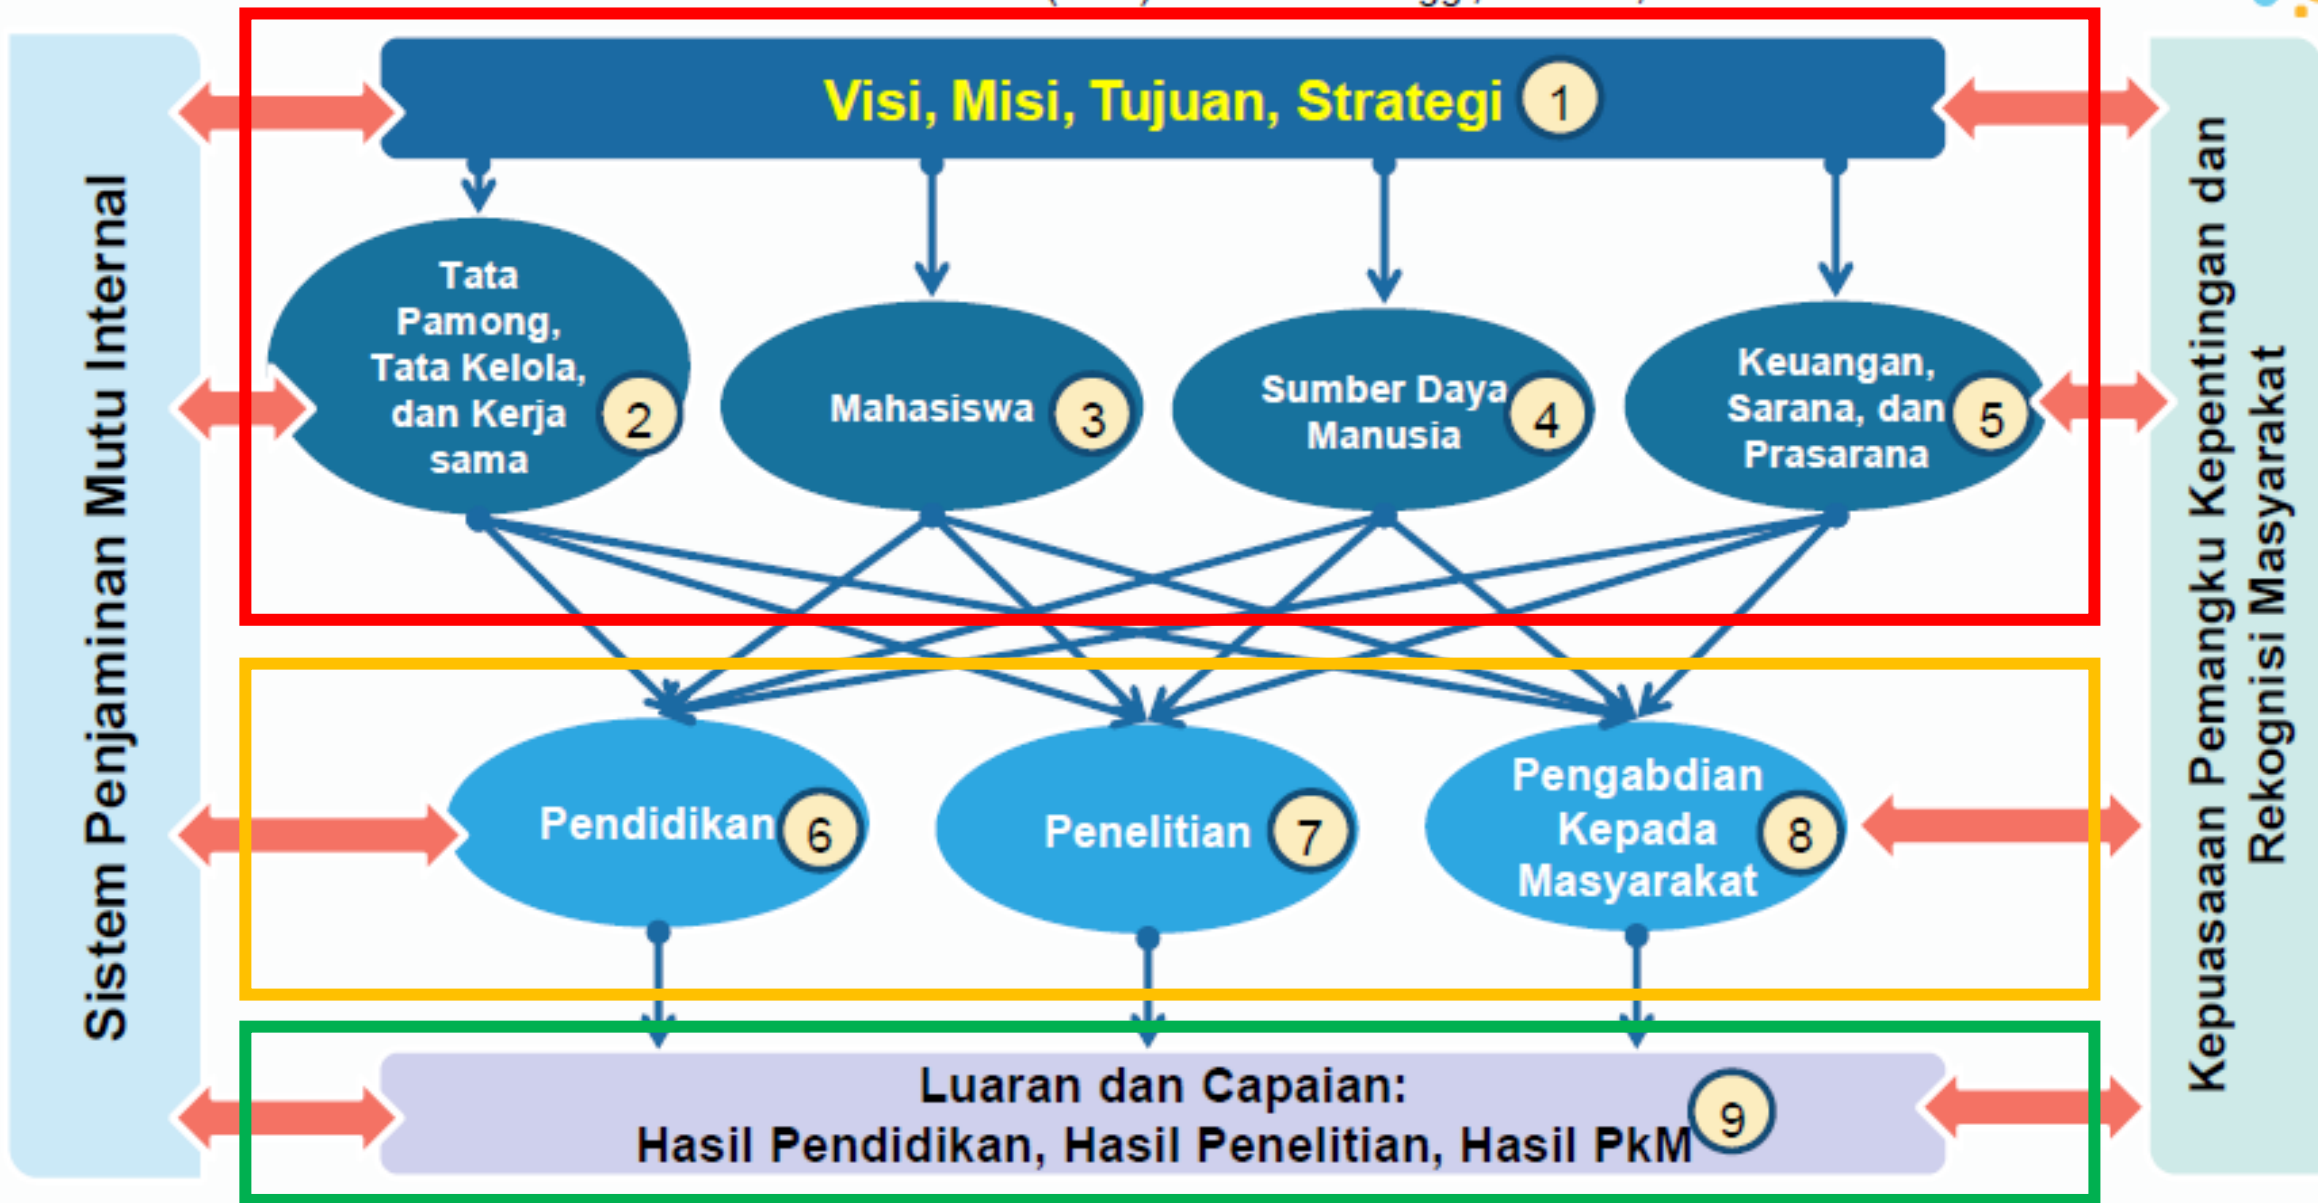 Visi, Misi, Tujuan, Strategi 1
Sistem Penjaminan Mutu Internal
Tata
Pamong,
Tata Kelola,
dan Kerja
sama
2
Mahasiswa 3
Sumber Daya
Manusia
4
Keuangan,
Sarana, dan
Prasarana
5
Pendidikan 6
Penelitian 7
Pengabdian
Kepada
Masyarakat
8
Luaran dan Capaian:
Hasil Pendidikan, Hasil Penelitian, Hasil PkM
9
Kepuasaan Pemangku Kepentingan dan
Rekognisi Masyarakat